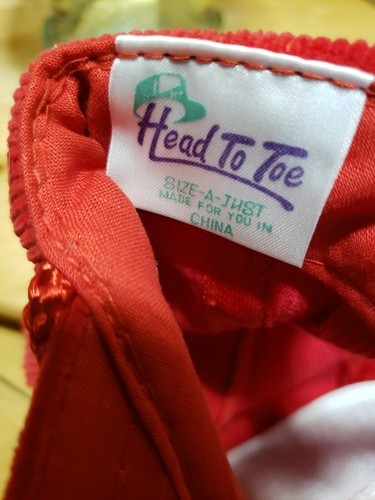 Head To Toe
SIZE-A-JUST
MADE FOR YOU IN
CHINA